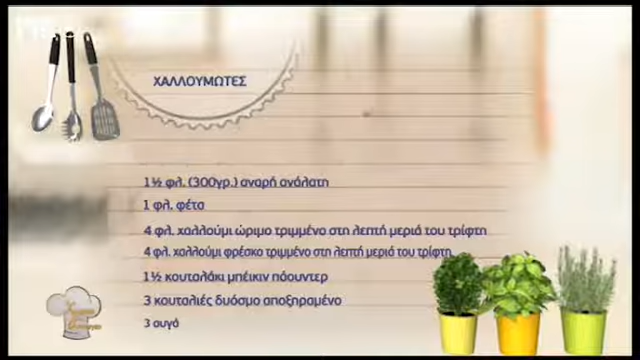 ΧΑΛΛΟΥΜΩΤΕΣ
1½ φλ. (300γρ.) αναρή ανάλατη
1 φλ. φέτα
4 φλ. χαλλούμι ώριμο τριμμένο στη λεπτή μεριά του τρίφτη
4 φλ. χαλλούμι φρέσκο τριμμένο στη λεπτή μεριά του τρίφτη
1½ κουταλάκι μπέικιν πάουντερ
3 κουταλιές δυόσμο αποξηραμένο
3 αυγά